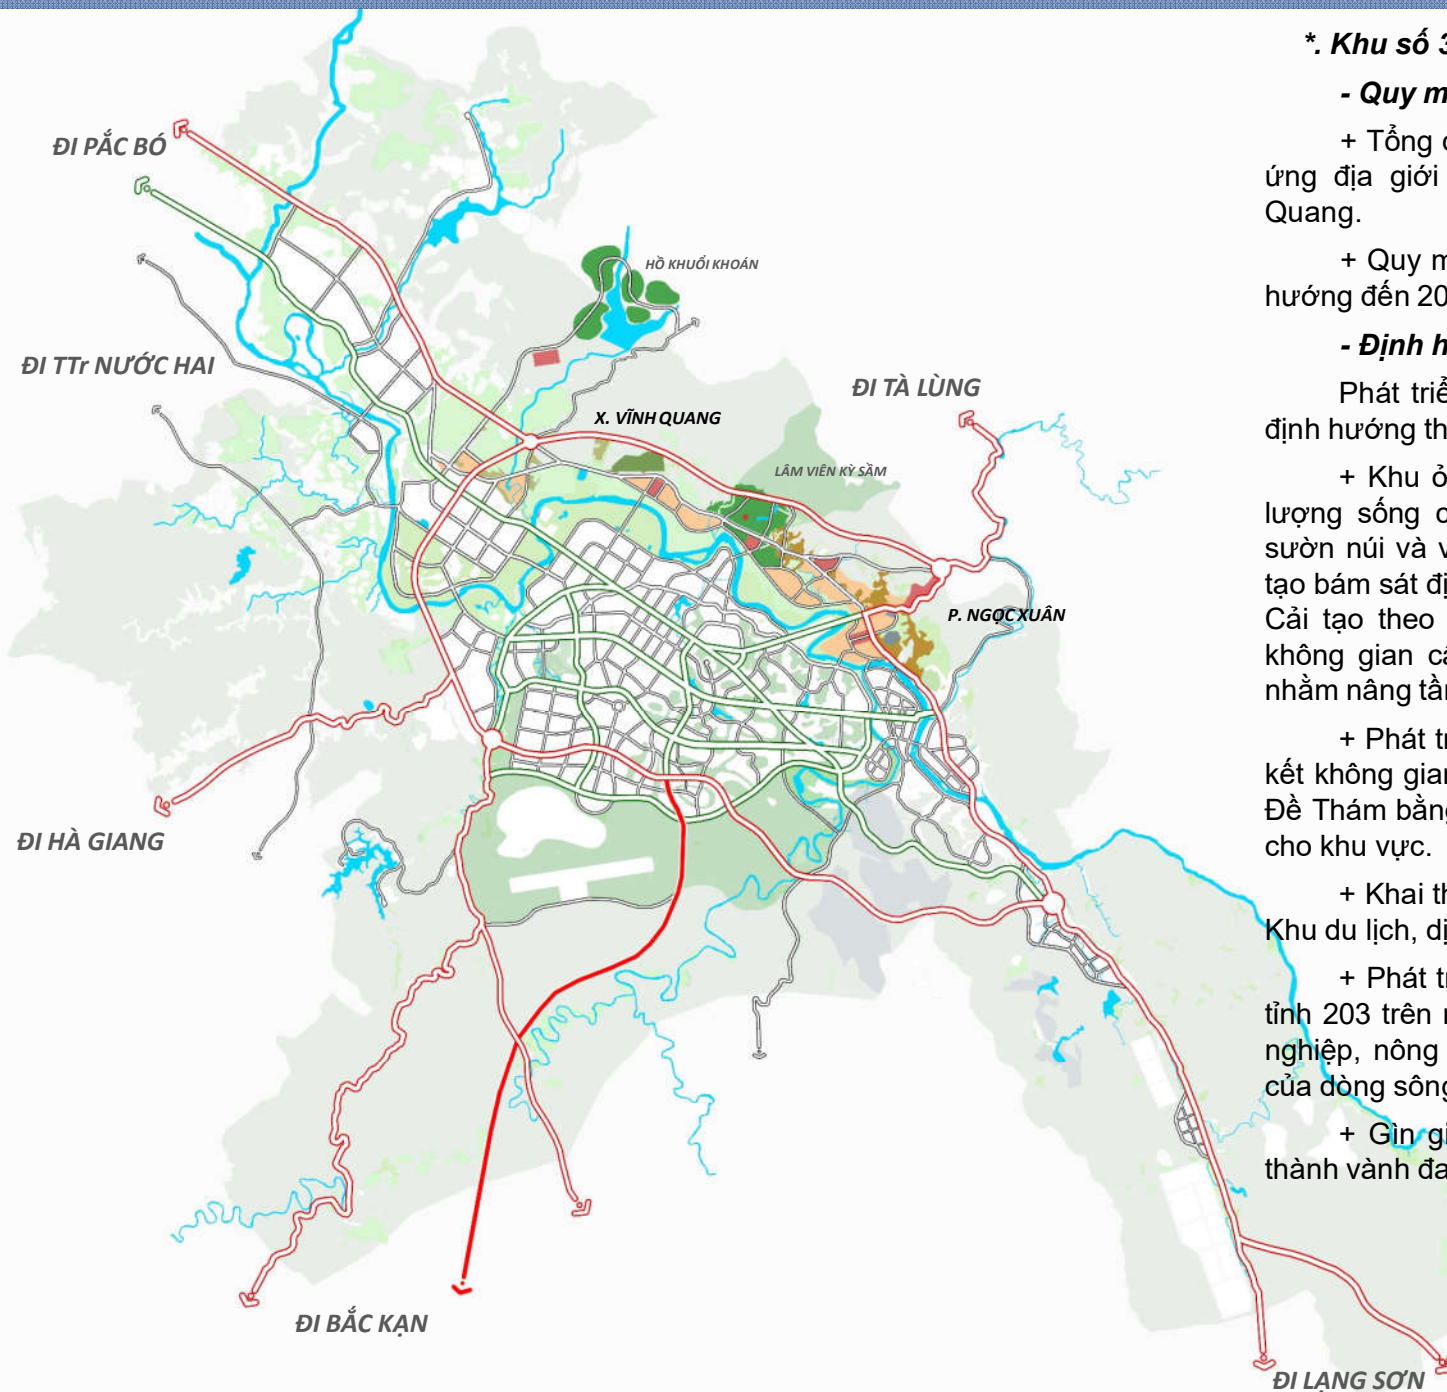 ĐI PẮC BÓ
HỒ KHUỔI KHOÁN
ĐI TTr NƯỚC HAI
ĐI TÀ LÙNG
X. VĨNH QUANG
LÂM VIÊN KỲ SẦM
P. NGỌC XUÂN
ĐI HÀ GIANG
ĐI BẮC KẠN
ĐI LẠNG SƠN
*. Khu số 3
- Quy m
+ Tổng d
ứng địa giới
Quang.
+ Quy m
hướng đến 20
- Định h
Phát triể
định hướng th
+ Khu ở
lượng sống c
sườn núi và v
tạo bám sát đị
Cải tạo theo
không gian cả
nhằm nâng tầm
+ Phát tr
kết không gian
Đề Thám bằng
cho khu vực.
+ Khai th
Khu du lịch, dị
+ Phát tr
tỉnh 203 trên
nghiệp, nông
của dòng sông
+ Gìn gi
thành vành đa